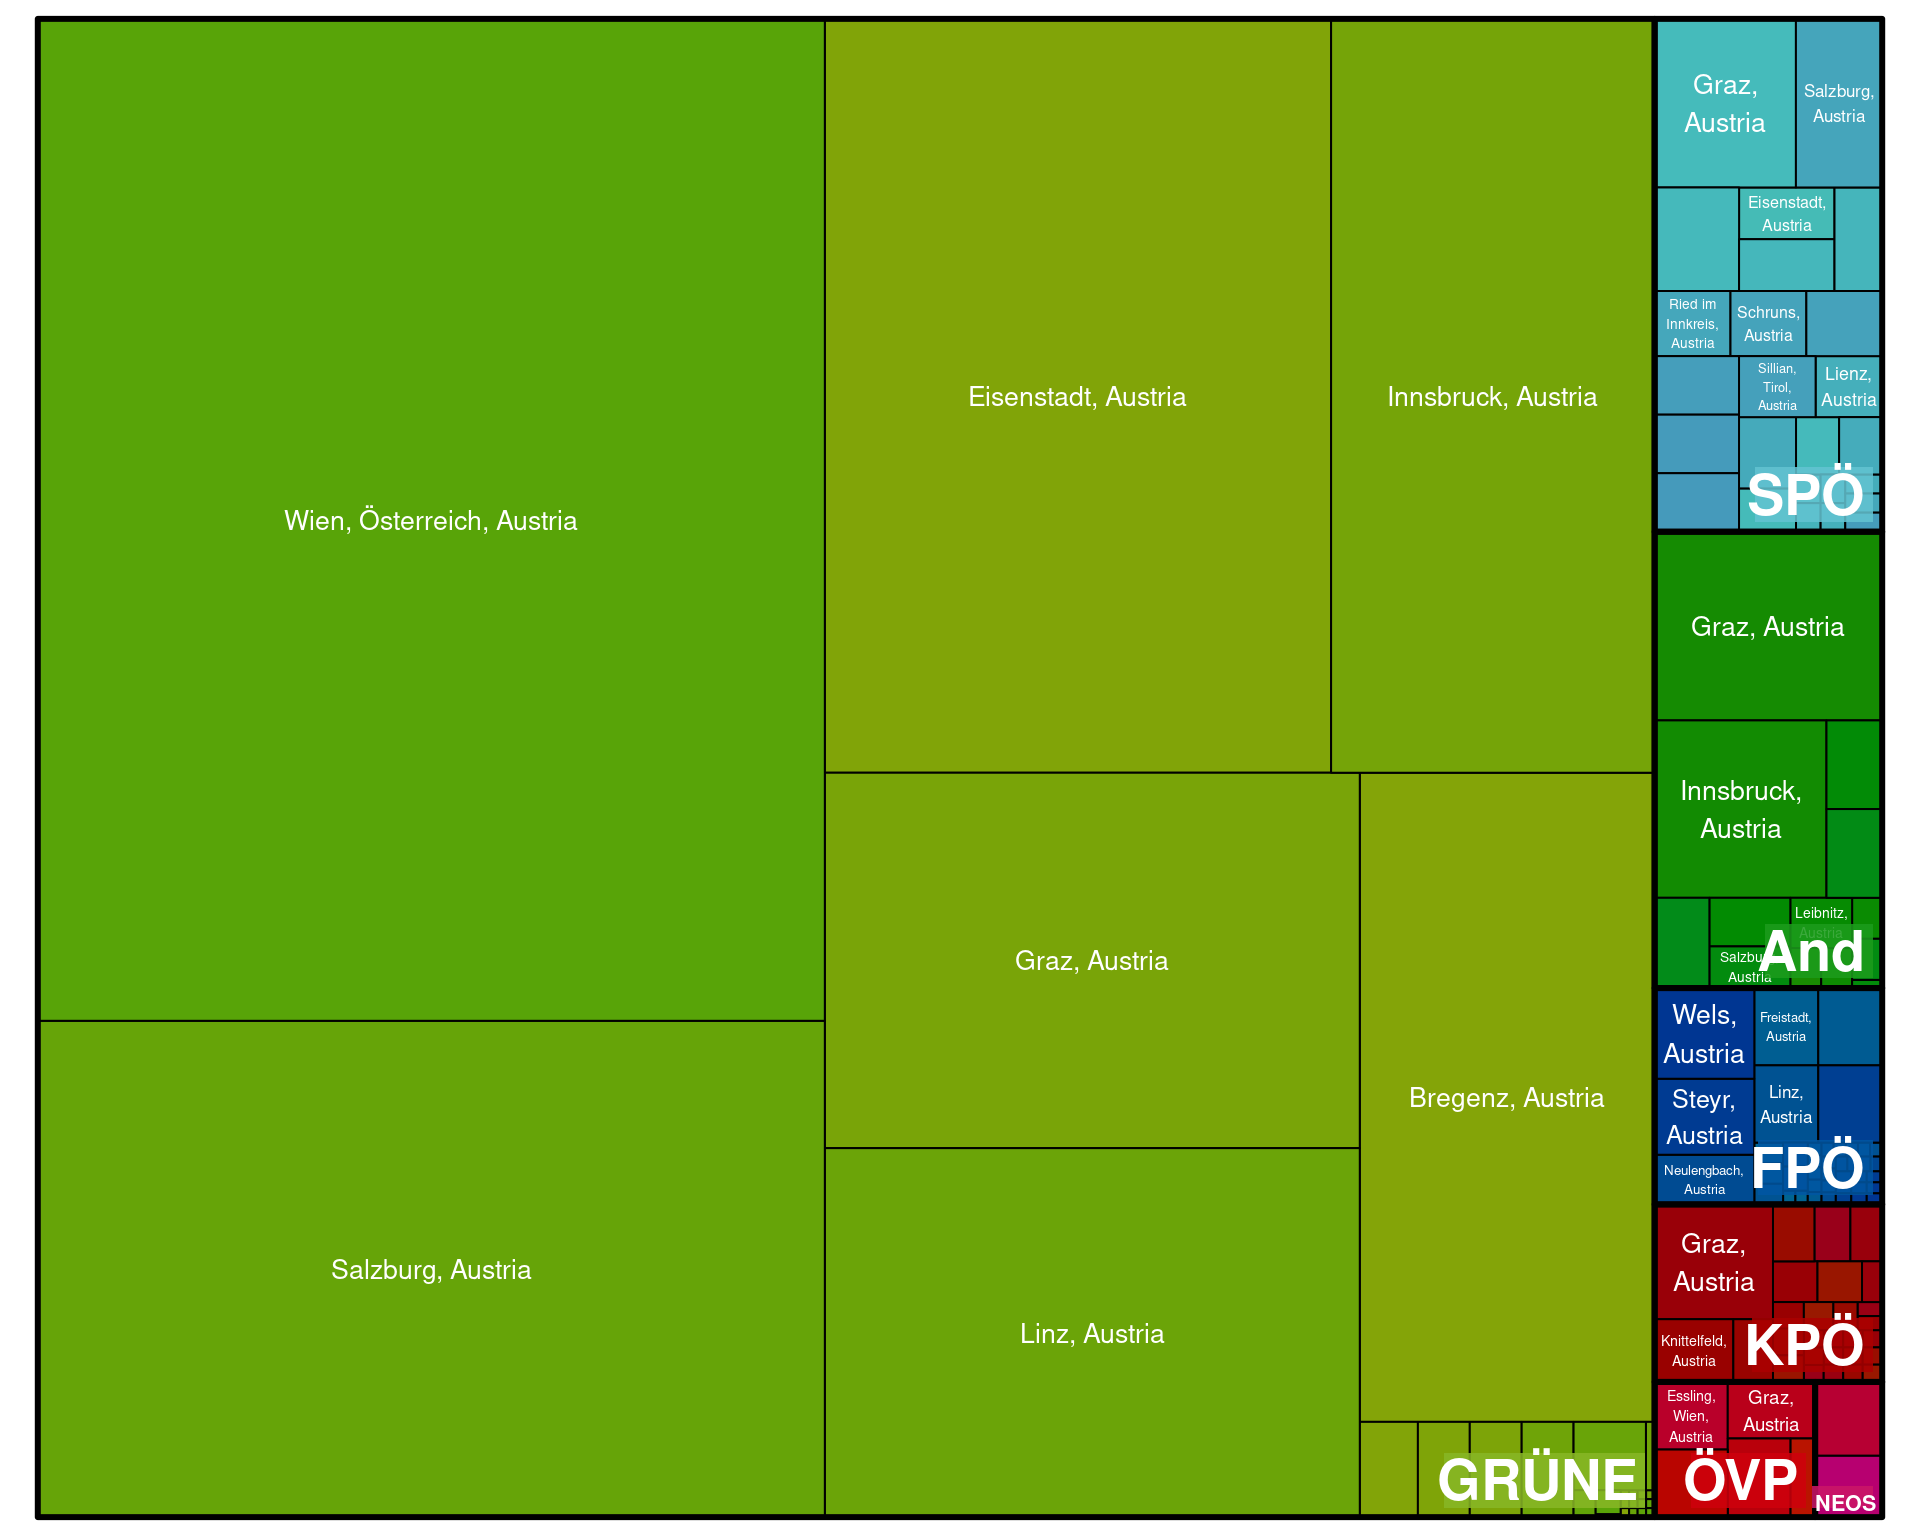 Wien, Österreich, Austria
Salzburg, Austria
Eisenstadt, Austria
Innsbruck, Austria
Graz, Austria
Linz, Austria
Bregenz, Austria
GRÜNE
Graz,
Austria
Salzburg,
Austria
Eisenstadt,
Austria
Ried im
Innkreis,
Austria
Schruns,
Austria
Sillian,
Tirol,
Austria
Lienz,
Austria
SPÖ
Graz, Austria
Innsbruck,
Austria
Leibnitz,
Austria
Salzbu
Austria
And
Wels,
Austria
Freistadt,
Austria
Steyr,
Austria
Linz,
Austria
Neulengbach,
Austria
FPÖ
Graz,
Austria
Knittelfeld,
Austria
KPÖ
Essling,
Wien,
Austria
Graz,
Austria
ÖVP
NEOS